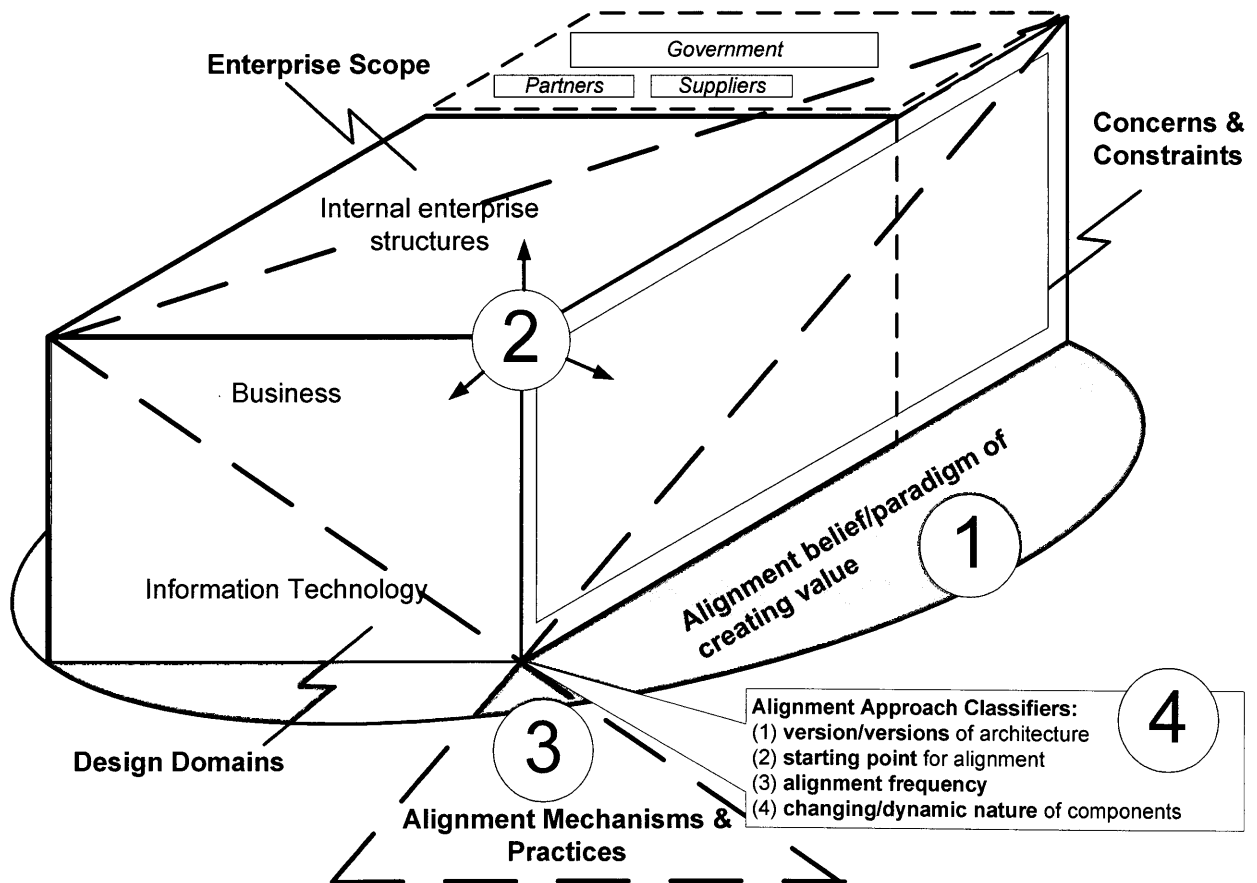 Government
Partners
Suppliers
Enterprise Scope
Concerns &
Constraints
Internal enterprise
structures
2
Business
Information Technology
Alignment belief/paradigm of
creating value
1
Design Domains
3
Alignment Mechanisms &
Practices
4
Alignment Approach Classifiers:
(1) version/versions of architecture
(2) starting point for alignment
(3) alignment frequency
(4) changing/dynamic nature of components